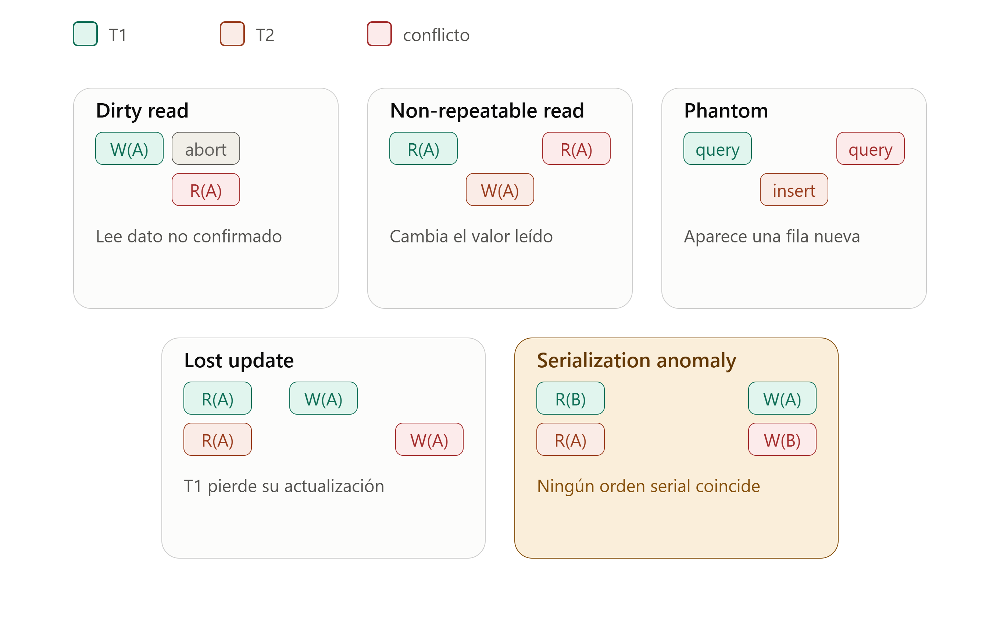 T1
T2
conflicto
Dirty read
W(A)
abort
R(A)
Lee dato no confirmado
Non-repeatable read
R(A)
R(A)
W(A)
Cambia el valor leído
Phantom
query
query
insert
Aparece una fila nueva
Lost update
R(A)
W(A)
R(A)
W(A)
T1 pierde su actualización
Serialization anomaly
R(B)
W(A)
R(A)
W(B)
Ningún orden serial coincide